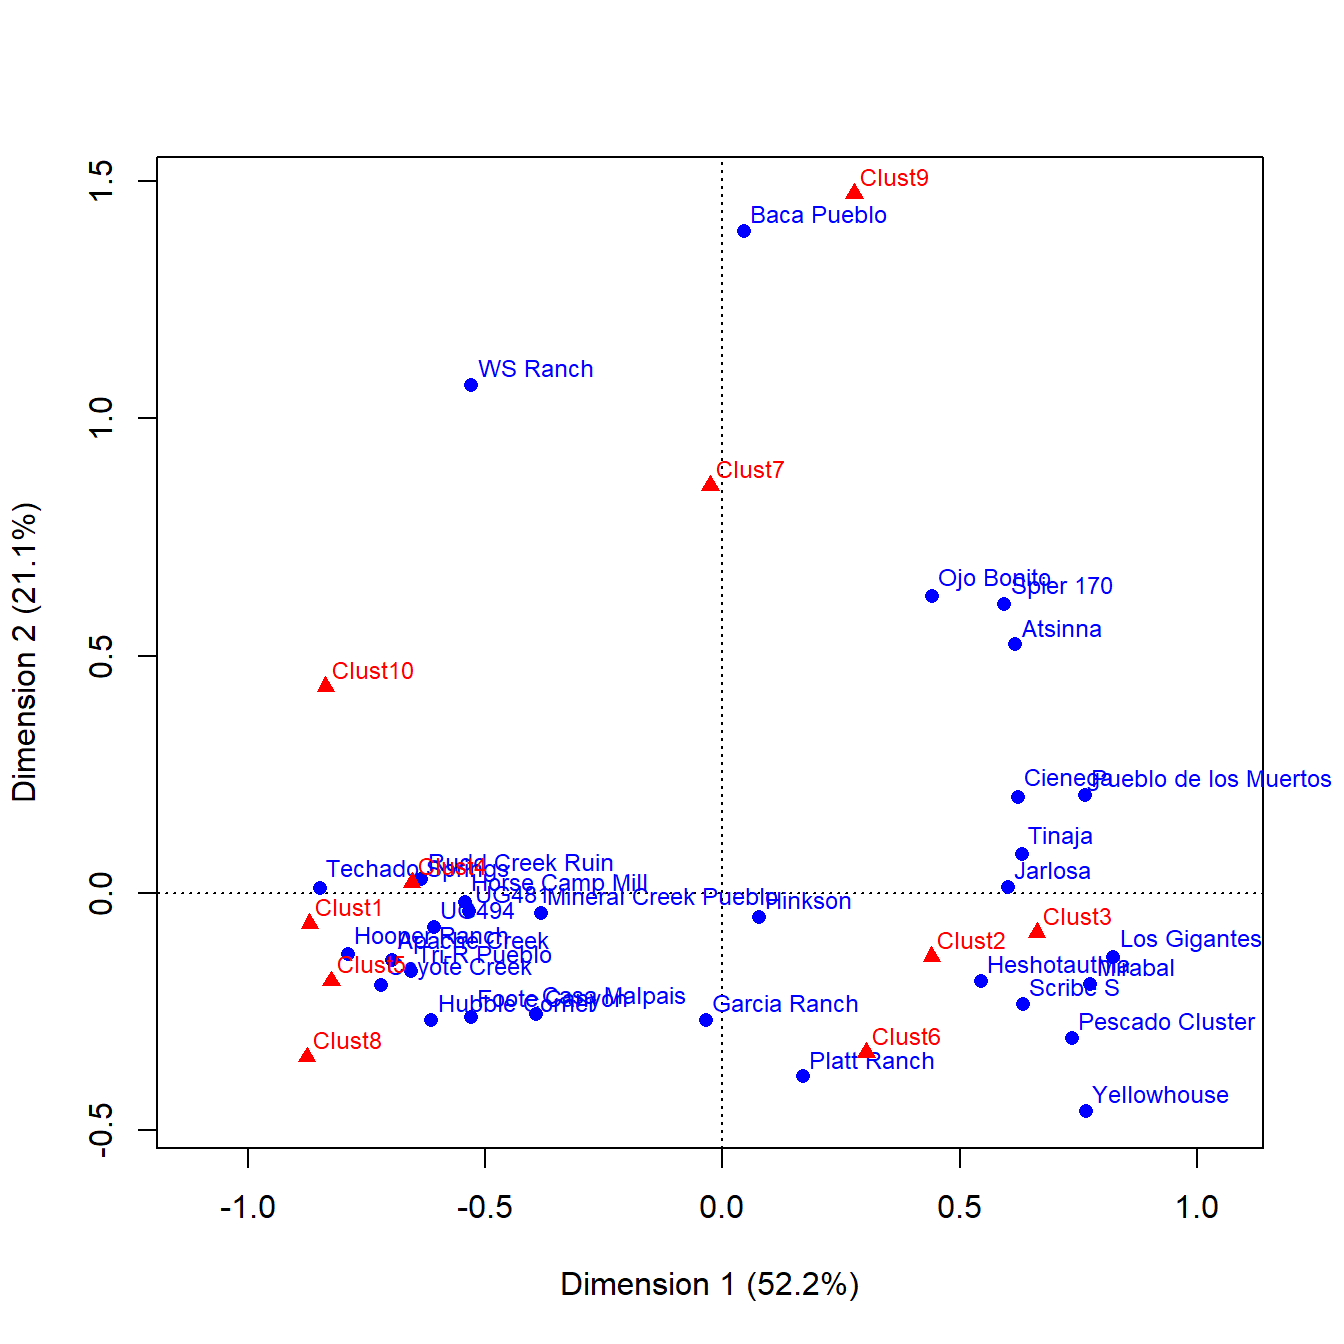 Clust9
Baca Pueblo
WS Ranch
Clust7
Ojo Bonito
Spier 170
Atsinna
Clust10
Cienega
Pueblo de los Muertos
Tinaja
Rudd Creek Ruin
Clust4
Techado Springs
Jarlosa
Horse Camp Mill
UG481
Mineral Creek Pueblo
Hinkson
Clust1
UG494
Clust3
Hooper Ranch
Apache Creek
Clust2
Los Gigantes
Tri-R Pueblo
Clust5
Coyote Creek
Heshotauthla
Mirabal
Scribe S
Hubble Corner
Foote Canyon
Casa Malpais
Garcia Ranch
Pescado Cluster
Clust8
Clust6
Platt Ranch
Yellowhouse
1.5
1.0
0.5
0.0
-0.5
Dimension 2 (21.1%)
-1.0 -0.5 0.0 0.5 1.0
Dimension 1 (52.2%)